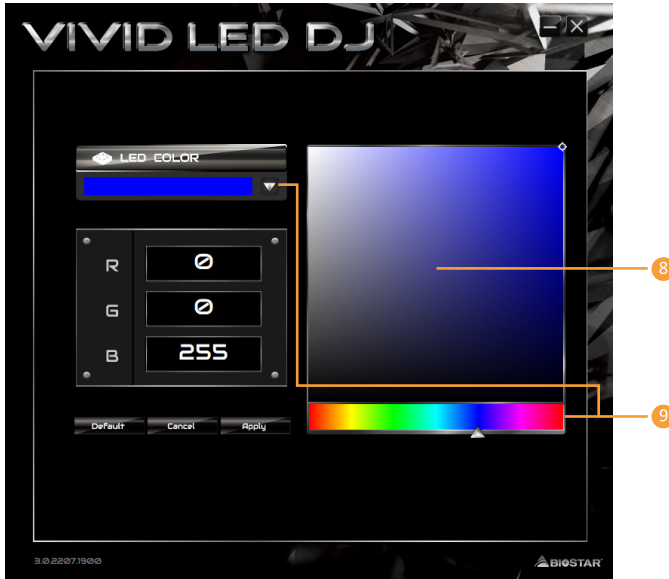 VIVID LED DJ
LED COLOR
R 0
G 0
B 255
Default Cancel Apply
8
9
3.0.2207.1900
BIOSTAR